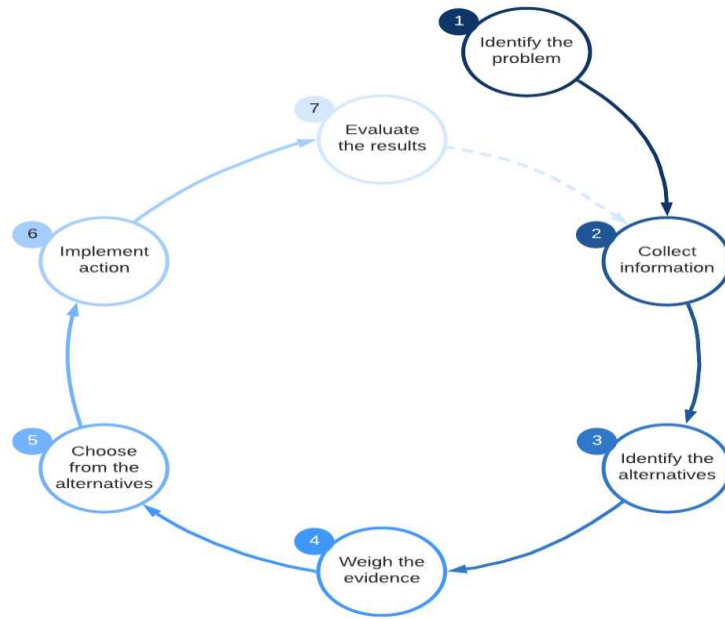 1
Identify the
problem
2
Collect
information
3
Identify the
alternatives
4
Weigh the
evidence
5
Choose
from the
alternatives
6
Implement
action
7
Evaluate
the results